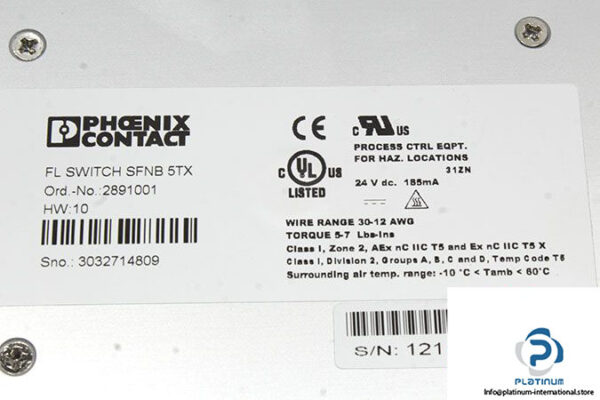 PHŒNIX
CONTACT
FL SWITCH SFNB 5TX
Ord.-No.:2891001
HW:10
Sno.: 3032714809
CE
c RU US
PROCESS CTRL EQPT.
FOR HAZ. LOCATIONS
31ZN
C UL US
LISTED
24 V dc. 185mA
WIRE RANGE 30-12 AWG
TORQUE 5-7 Lbs-Ins
Class I, Zone 2, AEx nC IIC T5 and Ex nC IIC T5 X
Class I, Division 2, Groups A, B, C and D, Temp Code T5
Surrounding air temp. range: -10 °C < Tamb < 60°C
S/N: 121
PLATINUM
Info@platinum-international.store